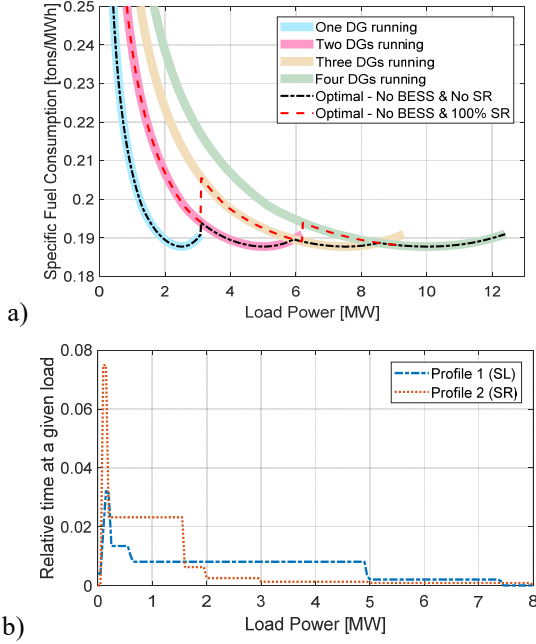 0.25
0.24
0.23
0.22
0.21
0.2
0.19
0.18
Specific Fuel Consumption [tons/MWh]
One DG running
Two DGs running
Three DGs running
Four DGs running
Optimal - No BESS & No SR
Optimal - No BESS & 100% SR
0 2 4 6 8 10 12
Load Power [MW]
a)
0.08
0.06
0.04
0.02
0
Relative time at a given load
Profile 1 (SL)
Profile 2 (SR)
0 1 2 3 4 5 6 7 8
Load Power [MW]
b)